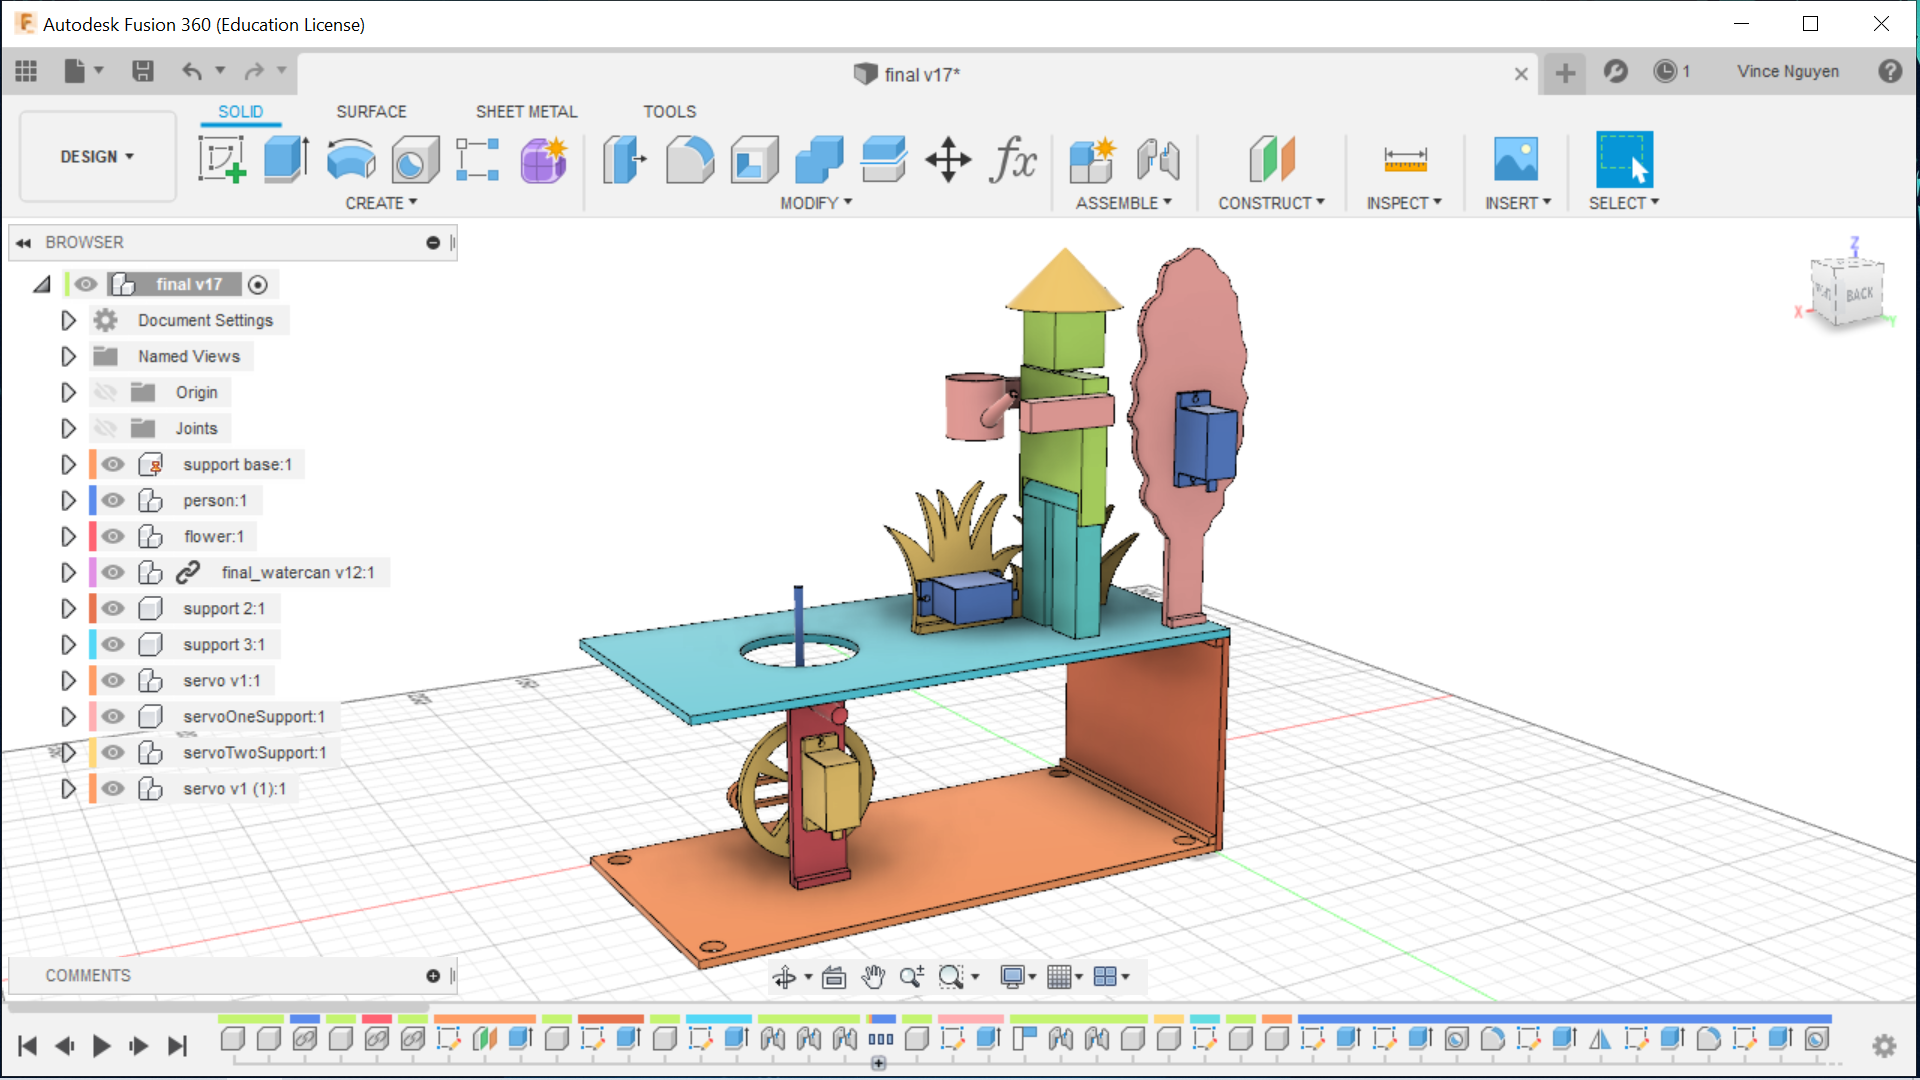 Autodesk Fusion 360 (Education License)
final v17*
1
Vince Nguyen
DESIGN
SOLID
SURFACE
SHEET METAL
TOOLS
CREATE
MODIFY
ASSEMBLE
CONSTRUCT
INSPECT
INSERT
SELECT
fx
BROWSER
final v17
Document Settings
Named Views
Origin
Joints
support base:1
person:1
flower:1
final_watercan v12:1
support 2:1
support 3:1
servo v1:1
servoOneSupport:1
servoTwoSupport:1
servo v1 (1):1
Z
BACK
X
Y
COMMENTS